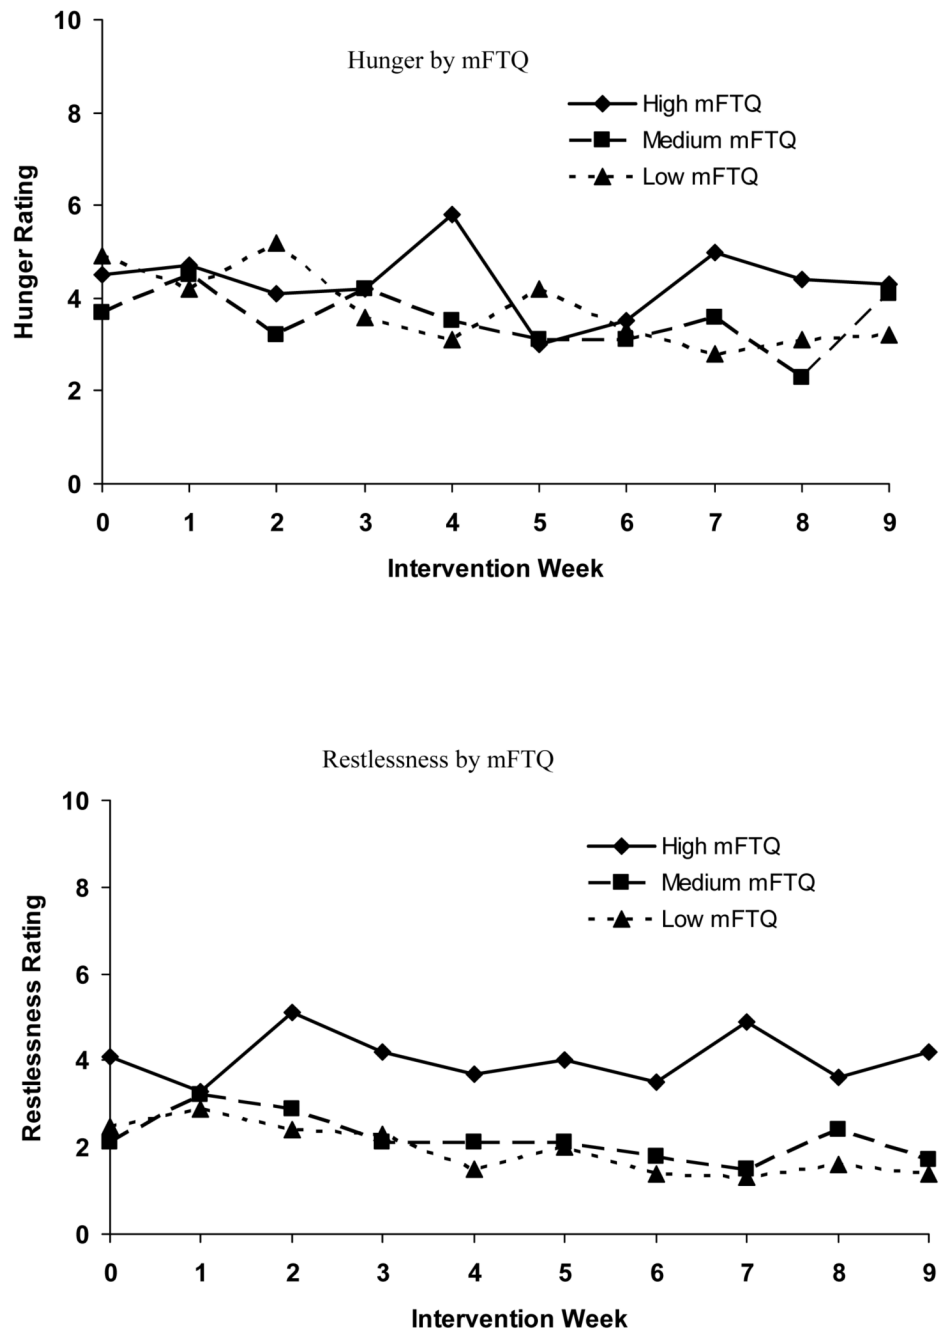 10
Hunger by mFTQ
High mFTQ
8
Medium mFTQ
Low mFTQ
6
Hunger Rating
4
2
0
0 1 2 3 4 5 6 7 8 9
Intervention Week
Restlessness by mFTQ
10
High mFTQ
8
Medium mFTQ
Low mFTQ
6
Restlessness Rating
4
2
0
0 1 2 3 4 5 6 7 8 9
Intervention Week